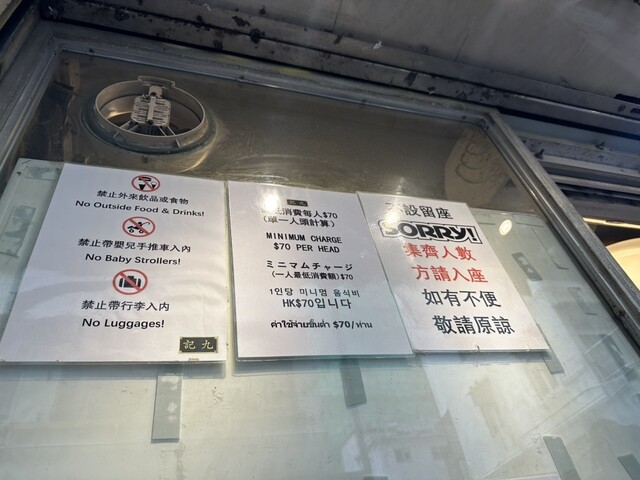 禁止外來飲品或食物
No Outside Food & Drinks!
禁止帶嬰兒手推車入內
No Baby Strollers!
禁止帶行李入內
No Luggages!
九記
消費每人$70
(單一人頭計算)
MINIMUM CHARGE
$70 PER HEAD
ミニマムチャージ
(一人最低消費額)$70
1인당 미니멈 음식비
HK$70입니다
ค่าใช้จ่ายขั้นต่ำ $70/ท่าน
設留座
SORRY!
集齊人數
方請入座
如有不便
敬請原諒